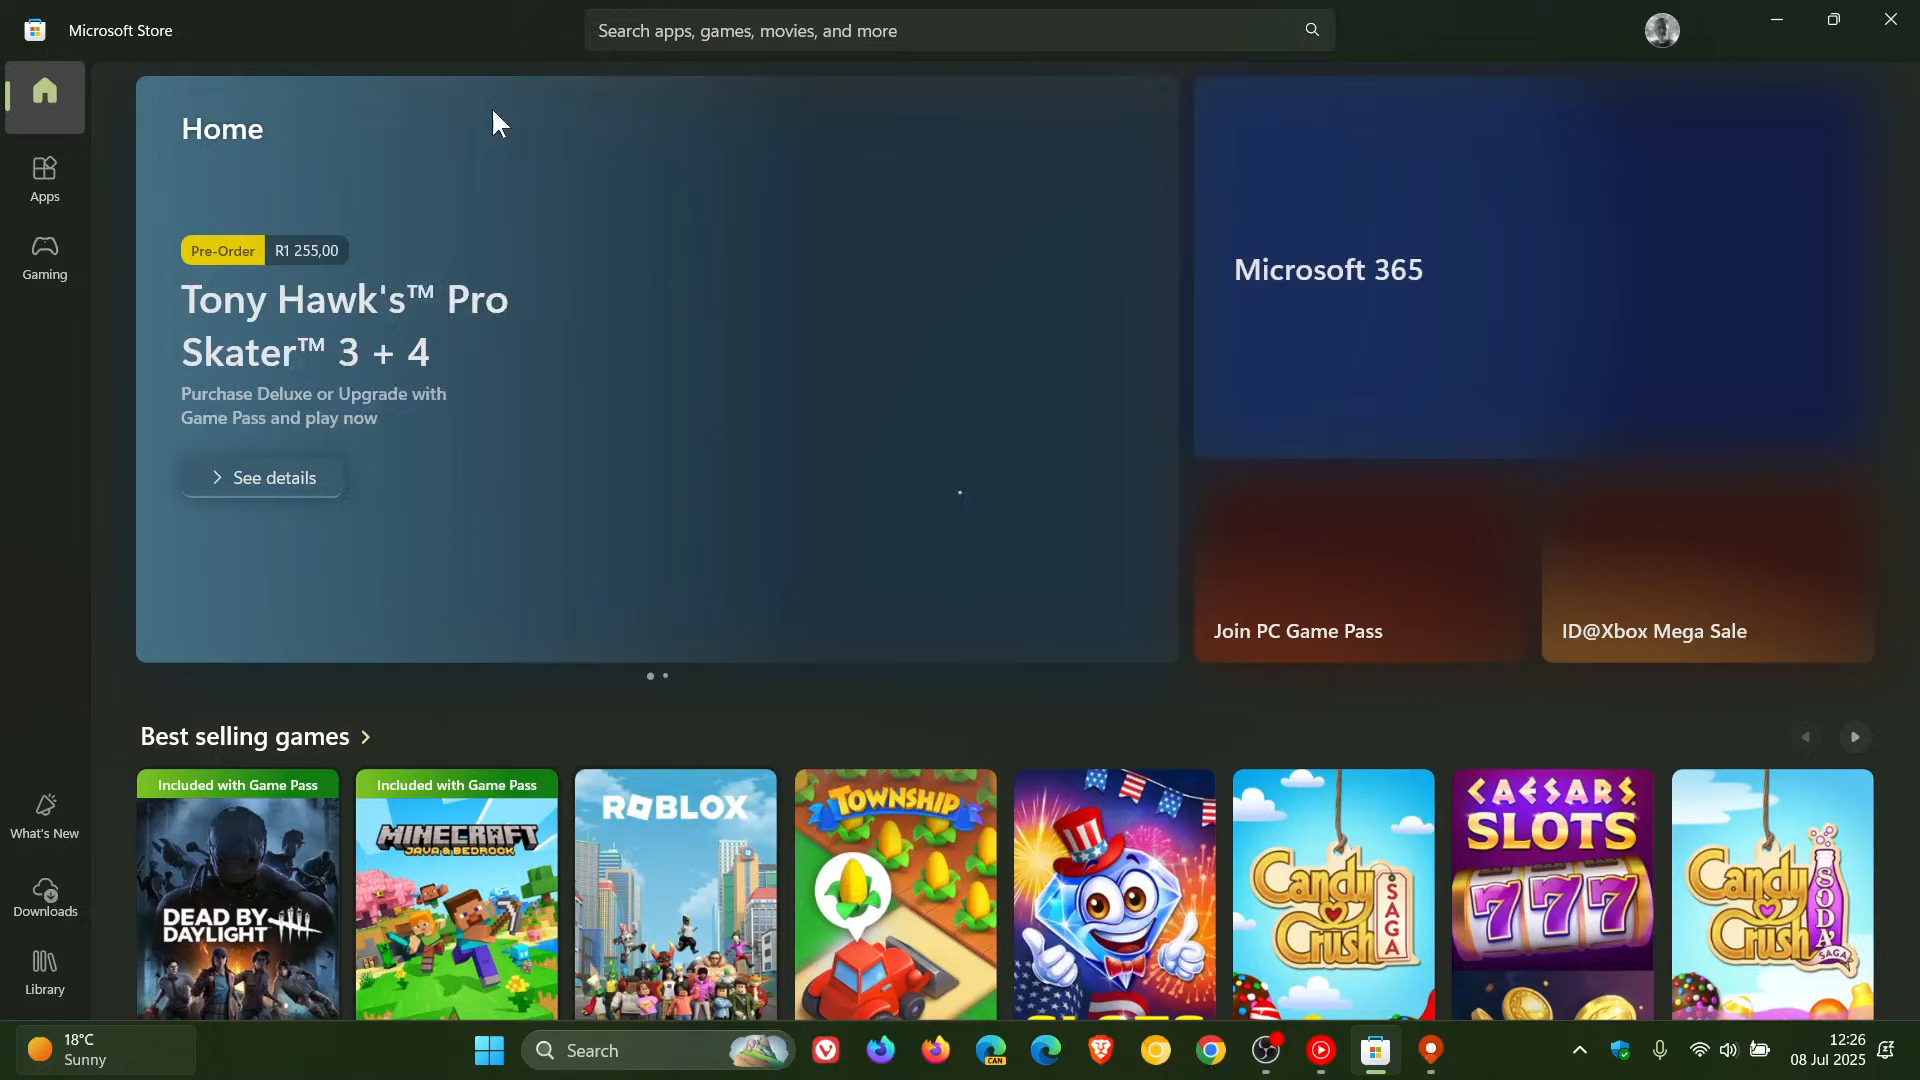 Microsoft Store
Search apps, games, movies, and more
Home
Apps
Gaming
Pre-Order R1 255,00
Tony Hawk's™ Pro
Skater™ 3 + 4
Purchase Deluxe or Upgrade with
Game Pass and play now
See details
Microsoft 365
Join PC Game Pass
ID@Xbox Mega Sale
Best selling games
What's New
Downloads
Library
Included with Game Pass
DEAD BY
DAYLIGHT
Included with Game Pass
MINECRAFT
JAVA & BEDROCK
ROBLOX
TOWNSHIP
SLOTS
Candy
Crush
SAGA
CAESARS
SLOTS
777
Candy
Crush
SODA
SAGA
18°C
Sunny
Search
CAN
12:26
08 Jul 2025